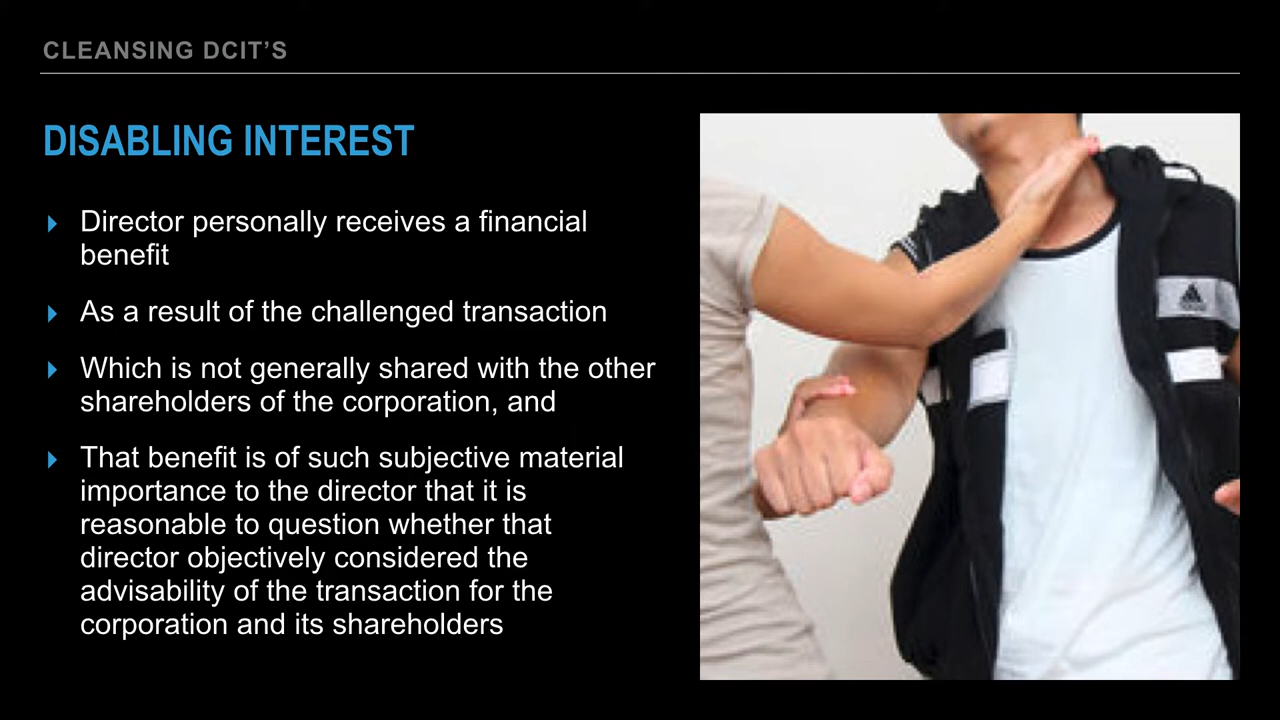 CLEANSING DCIT’S
DISABLING INTEREST
Director personally receives a financial
benefit
As a result of the challenged transaction
Which is not generally shared with the other
shareholders of the corporation, and
That benefit is of such subjective material
importance to the director that it is
reasonable to question whether that
director objectively considered the
advisability of the transaction for the
corporation and its shareholders